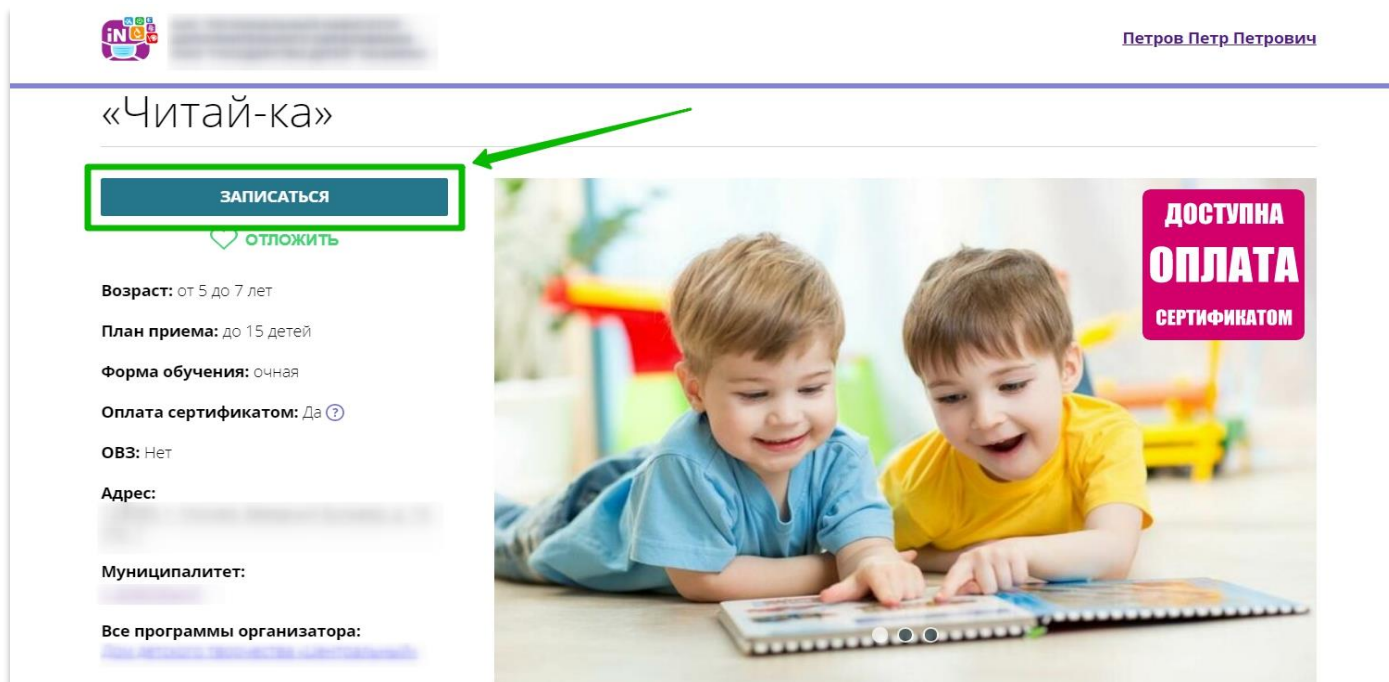 iN
Петров Петр Петрович
«Читай-ка»
ЗАПИСАТЬСЯ
ОТЛОЖИТЬ
Возраст: от 5 до 7 лет
План приема: до 15 детей
Форма обучения: очная
Оплата сертификатом: Да ?
ОВЗ: Нет
Адрес:
Муниципалитет:
Все программы организатора:
ДОСТУПНА
ОПЛАТА
СЕРТИФИКАТОМ